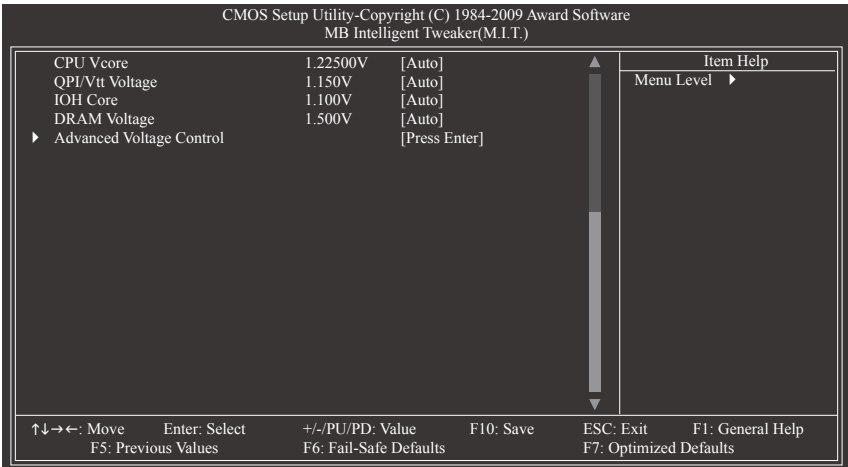 CMOS Setup Utility-Copyright (C) 1984-2009 Award Software
MB Intelligent Tweaker(M.I.T.)
CPU Vcore 1.22500V [Auto]
QPI/Vtt Voltage 1.150V [Auto]
IOH Core 1.100V [Auto]
DRAM Voltage 1.500V [Auto]
Advanced Voltage Control [Press Enter]
Item Help
Menu Level
↑↓→←: Move Enter: Select +/-/PU/PD: Value F10: Save ESC: Exit F1: General Help
F5: Previous Values F6: Fail-Safe Defaults F7: Optimized Defaults